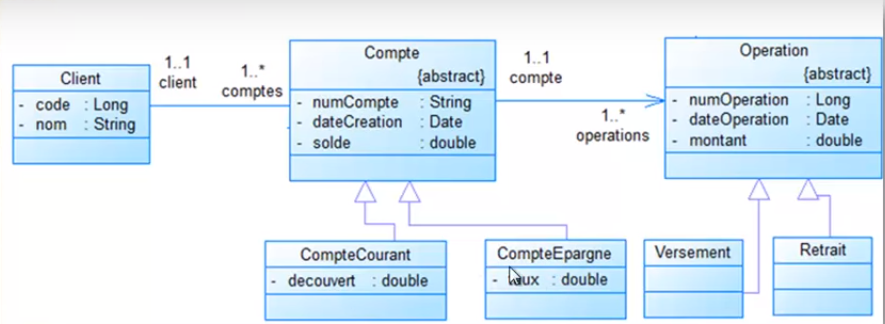 Client
- code : Long
- nom : String
1..1
client
1..*
comptes
Compte
{abstract}
- numCompte : String
- dateCreation : Date
- solde : double
1..1
compte
1..*
operations
Operation
{abstract}
- numOperation : Long
- dateOperation : Date
- montant : double
CompteCourant
- decouvert : double
CompteEpargne
- : double
Versement
Retrait